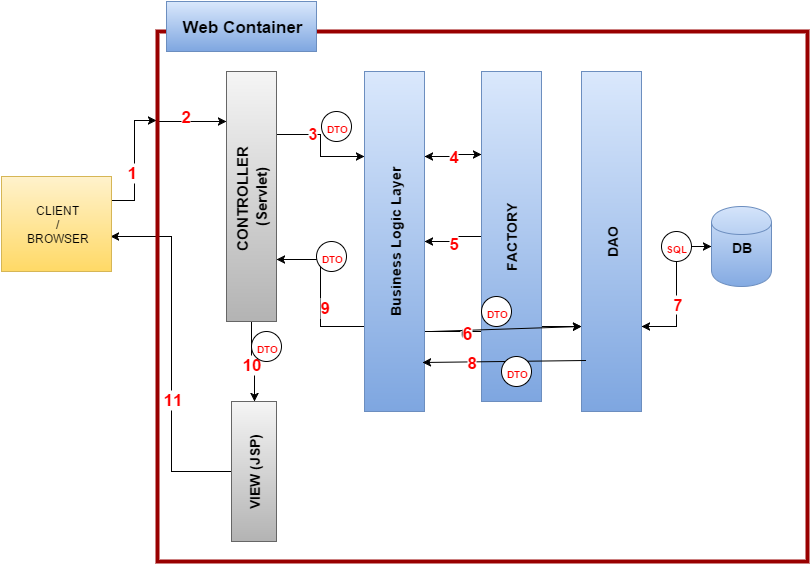 Web Container
2
3
DTO
1
4
CONTROLLER
(Servlet)
Business Logic Layer
FACTORY
DAO
CLIENT
/
BROWSER
5
SQL
DB
DTO
9
7
DTO
6
DTO
10
8
DTO
11
VIEW (JSP)